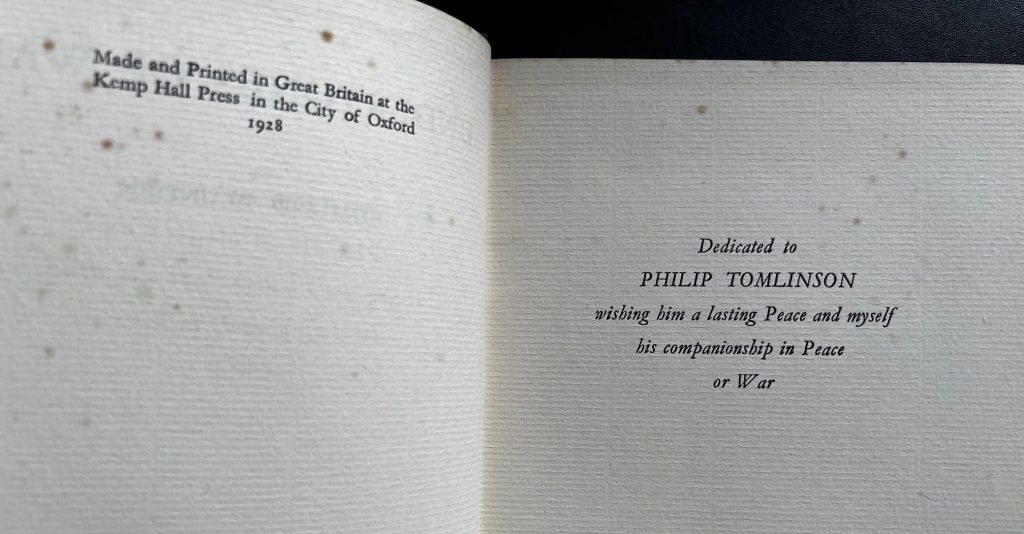 Made and Printed in Great Britain at the
Kemp Hall Press in the City of Oxford
1928
Dedicated to
PHILIP TOMLINSON
wishing him a lasting Peace and myself
his companionship in Peace
or War